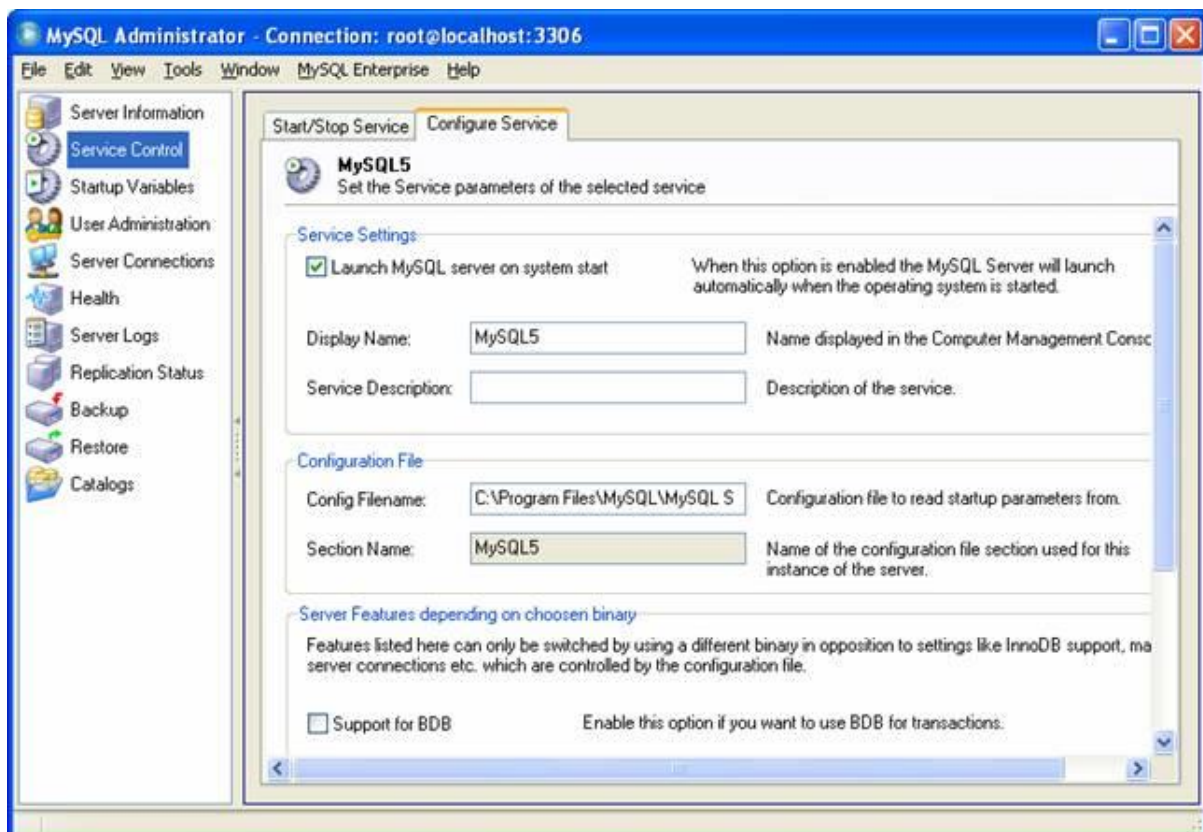 MySQL Administrator - Connection: root@localhost:3306
File Edit View Tools Window MySQL Enterprise Help
Server Information
Service Control
Startup Variables
User Administration
Server Connections
Health
Server Logs
Replication Status
Backup
Restore
Catalogs
Start/Stop Service Configure Service
MySQL5
Set the Service parameters of the selected service
Service Settings
Launch MySQL server on system start
When this option is enabled the MySQL Server will launch
automatically when the operating system is started.
Display Name: MySQL5 Name displayed in the Computer Management Consc
Service Description: Description of the service.
Configuration File
Config Filename: C:\Program Files\MySQL\MySQL S Configuration file to read startup parameters from.
Section Name: MySQL5 Name of the configuration file section used for this
instance of the server.
Server Features depending on choosen binary
Features listed here can only be switched by using a different binary in opposition to settings like InnoDB support, ma
server connections etc. which are controlled by the configuration file.
Support for BDB Enable this option if you want to use BDB for transactions.